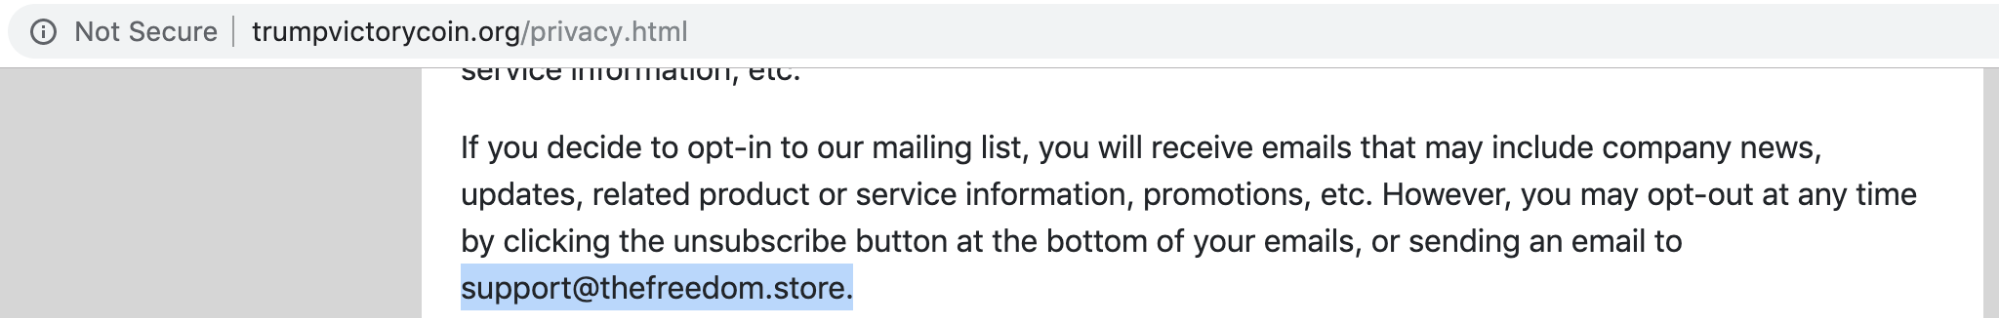 Not Secure | trumpvictorycoin.org/privacy.html
service information, etc.
If you decide to opt-in to our mailing list, you will receive emails that may include company news,
updates, related product or service information, promotions, etc. However, you may opt-out at any time
by clicking the unsubscribe button at the bottom of your emails, or sending an email to
support@thefreedom.store.